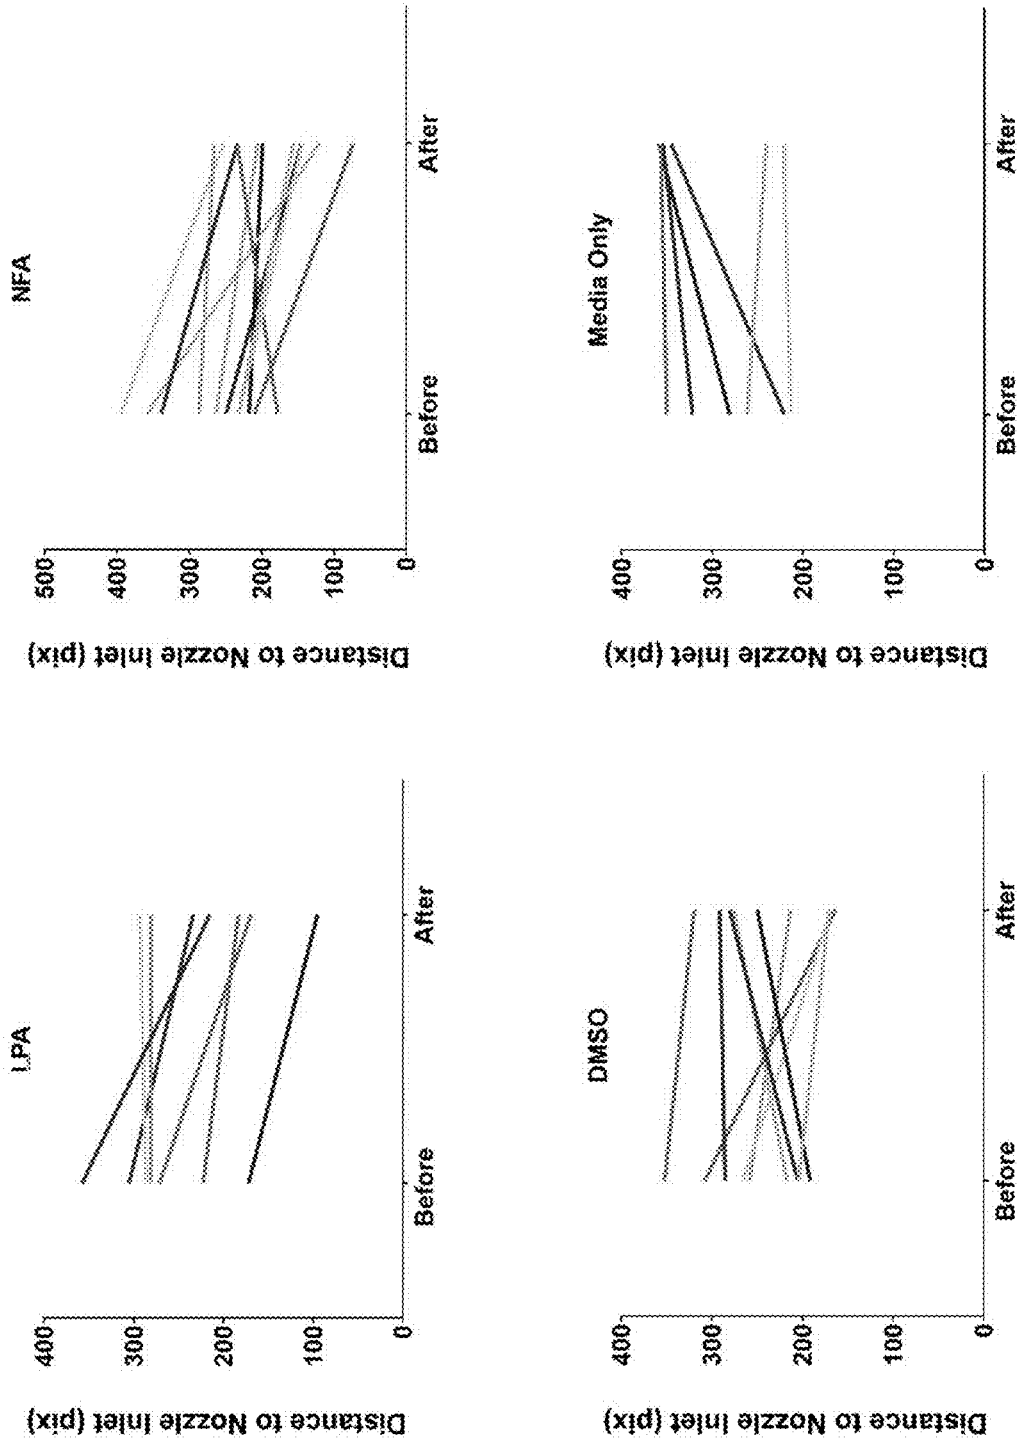 LPA
Distance to Nozzle Inlet (pix)
400
300
200
100
0
Before
After
NFA
Distance to Nozzle Inlet (pix)
500
400
300
200
100
0
Before
After
DMSO
Distance to Nozzle Inlet (pix)
400
300
200
100
0
Before
After
Media Only
Distance to Nozzle Inlet (pix)
400
300
200
100
0
Before
After